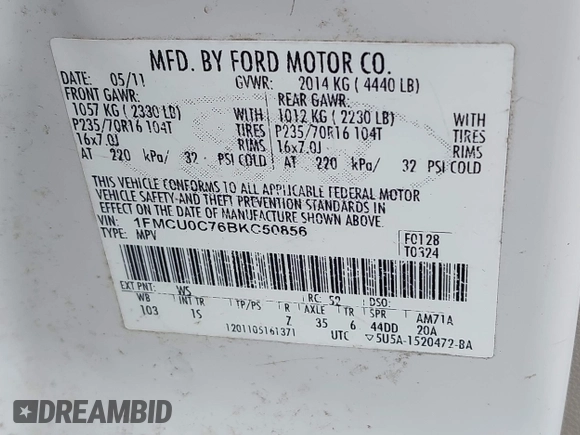 MFD. BY FORD MOTOR CO.
DATE: 05/11 GVWR: 2014 KG ( 4440 LB)
FRONT GAWR: REAR GAWR:
1057 KG ( 2330 LB) WITH 1012 KG ( 2230 LB) WITH
P235/70R16 104T TIRES P235/70R16 104T TIRES
16x7.0J RIMS 16x7.0J RIMS
AT 220 kPa/ 32 PSI COLD AT 220 kPa/ 32 PSI COLD
THIS VEHICLE CONFORMS TO ALL APPLICABLE FEDERAL MOTOR
VEHICLE SAFETY AND THEFT PREVENTION STANDARDS IN
EFFECT ON THE DATE OF MANUFACTURE SHOWN ABOVE.
VIN: 1FMCU0C76BKC50856 F0128
TYPE: MPV T0324
EXT PNT: WS RC: 52 DSO:
WB INT TR TP/PS R AXLE TR SPR AM71A
103 1S Z 35 6 44DD 20A
1201105161371 UTC ▽5U5A-1520472-BA
DREAMBID